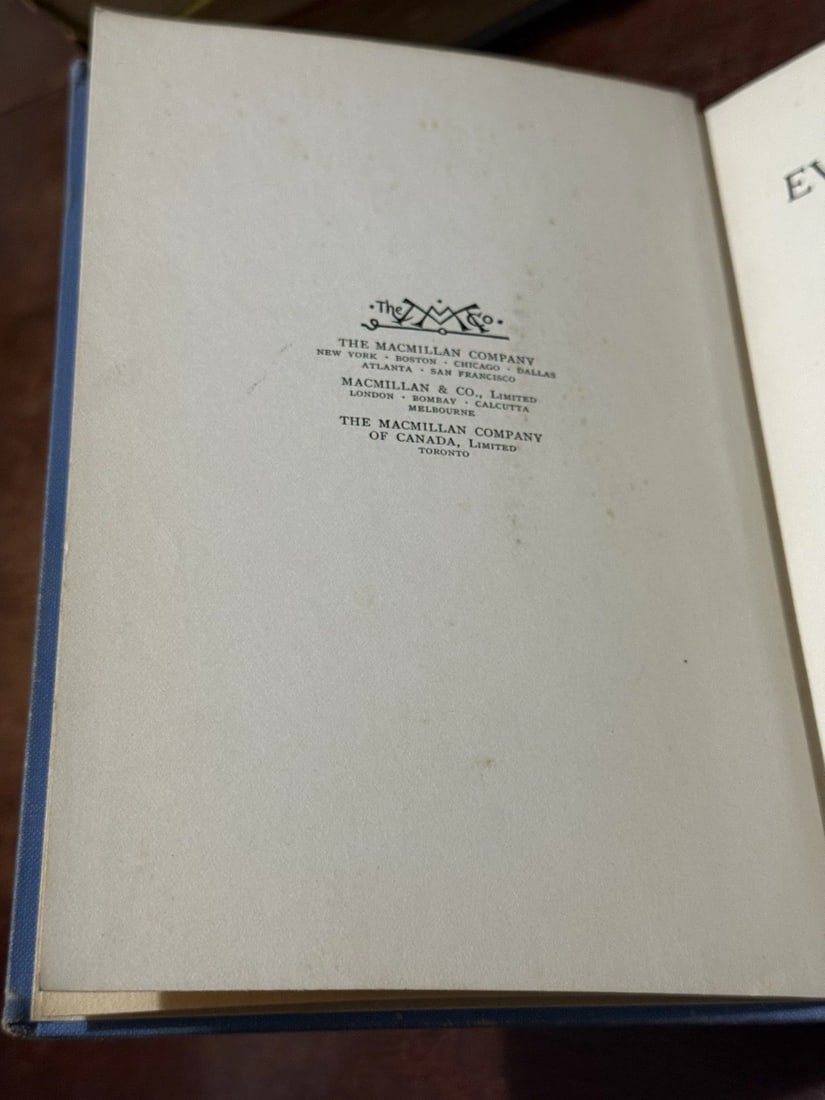 ·The MM Co·
THE MACMILLAN COMPANY
NEW YORK · BOSTON · CHICAGO · DALLAS
ATLANTA · SAN FRANCISCO
MACMILLAN & CO., LIMITED
LONDON · BOMBAY · CALCUTTA
MELBOURNE
THE MACMILLAN COMPANY
OF CANADA, LIMITED
TORONTO